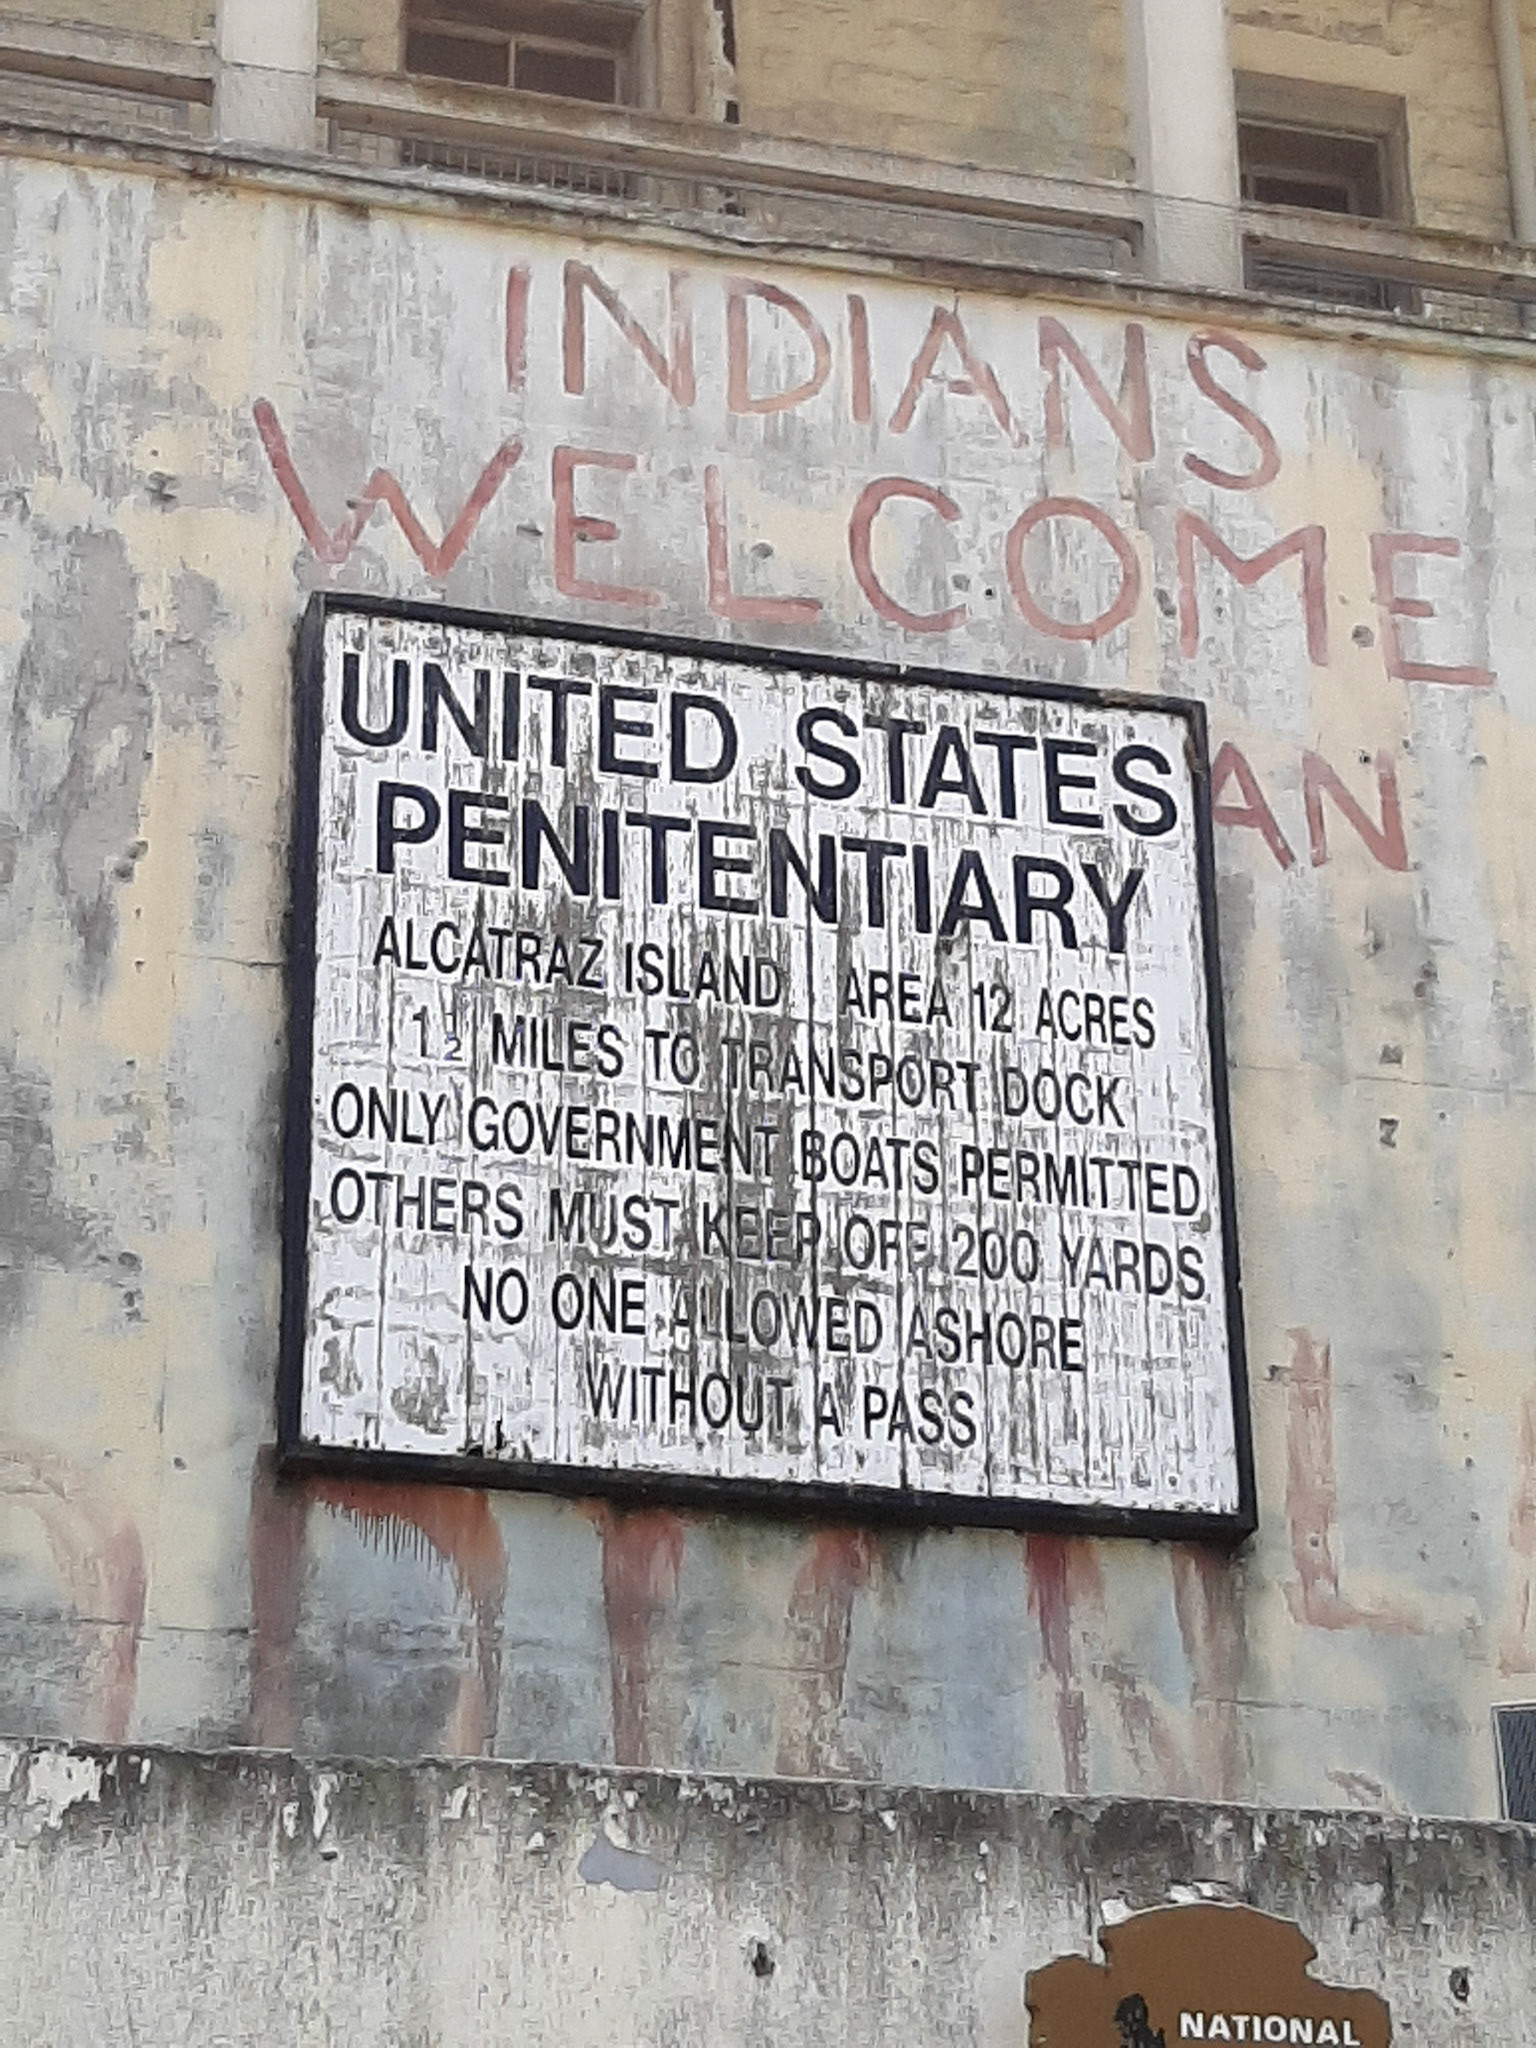 INDIANS
WELCOME
UNITED STATES
PENITENTIARY
ALCATRAZ ISLAND AREA 12 ACRES
1½ MILES TO TRANSPORT DOCK
ONLY GOVERNMENT BOATS PERMITTED
OTHERS MUST KEEP OFF 200 YARDS
NO ONE ALLOWED ASHORE
WITHOUT A PASS
AN
NATIONAL